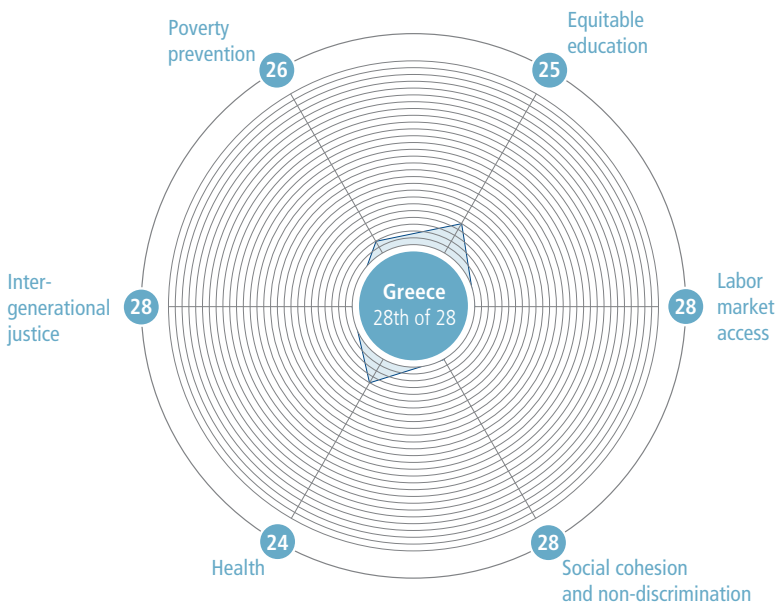 Poverty
prevention
26
Equitable
education
25
Inter-
generational
justice
28
Greece
28th of 28
28
Labor
market
access
24
Health
28
Social cohesion
and non-discrimination